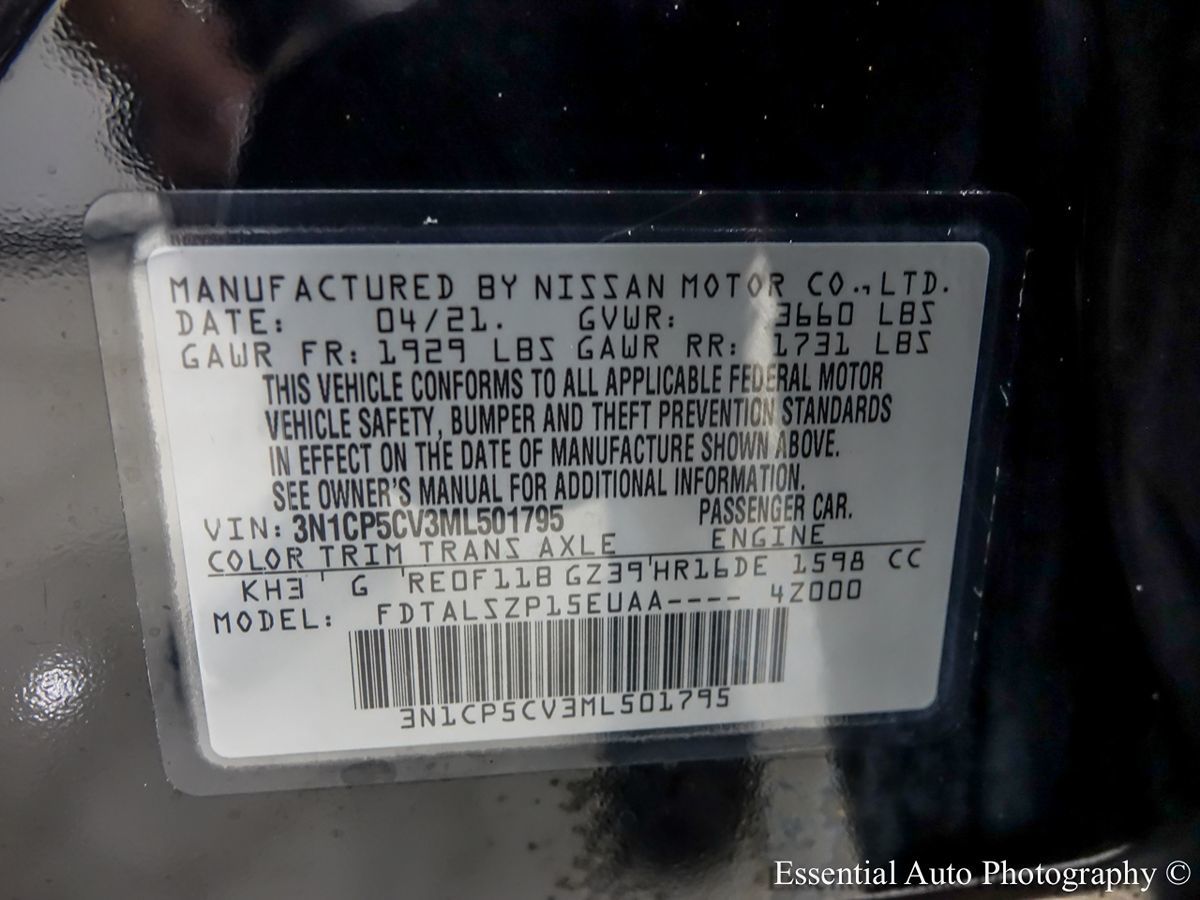 MANUFACTURED BY NISSAN MOTOR CO., LTD.
DATE: 04/21. GVWR: 3660 LBS
GAWR FR: 1929 LBS GAWR RR: 1731 LBS
THIS VEHICLE CONFORMS TO ALL APPLICABLE FEDERAL MOTOR
VEHICLE SAFETY, BUMPER AND THEFT PREVENTION STANDARDS
IN EFFECT ON THE DATE OF MANUFACTURE SHOWN ABOVE.
SEE OWNER'S MANUAL FOR ADDITIONAL INFORMATION.
VIN: 3N1CP5CV3ML501795 PASSENGER CAR.
COLOR TRIM TRANS AXLE ENGINE
KH3 G RE0F11B GZ39 HR16DE 1598 CC
MODEL: FDTALSZP15EUAA---- 4Z000
3N1CP5CV3ML501795
Essential Auto Photography ©